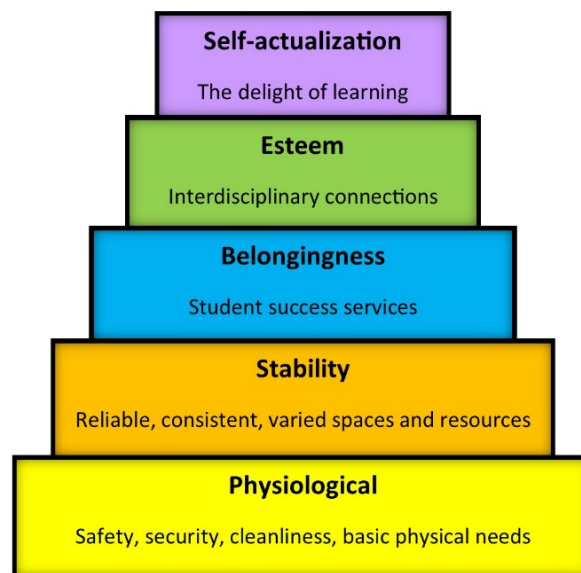 Self-actualization
The delight of learning
Esteem
Interdisciplinary connections
Belongingness
Student success services
Stability
Reliable, consistent, varied spaces and resources
Physiological
Safety, security, cleanliness, basic physical needs